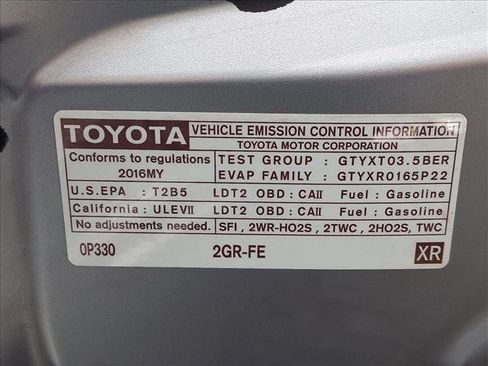 TOYOTA VEHICLE EMISSION CONTROL INFORMATION
TOYOTA MOTOR CORPORATION
Conforms to regulations TEST GROUP : GTYXT03.5BER
2016MY EVAP FAMILY : GTYXR0165P22
U.S.EPA : T2B5 LDT2 OBD : CAII Fuel : Gasoline
California : ULEVII LDT2 OBD : CAII Fuel : Gasoline
No adjustments needed. SFI , 2WR-HO2S, 2TWC, 2HO2S, TWC
0P330 2GR-FE XR